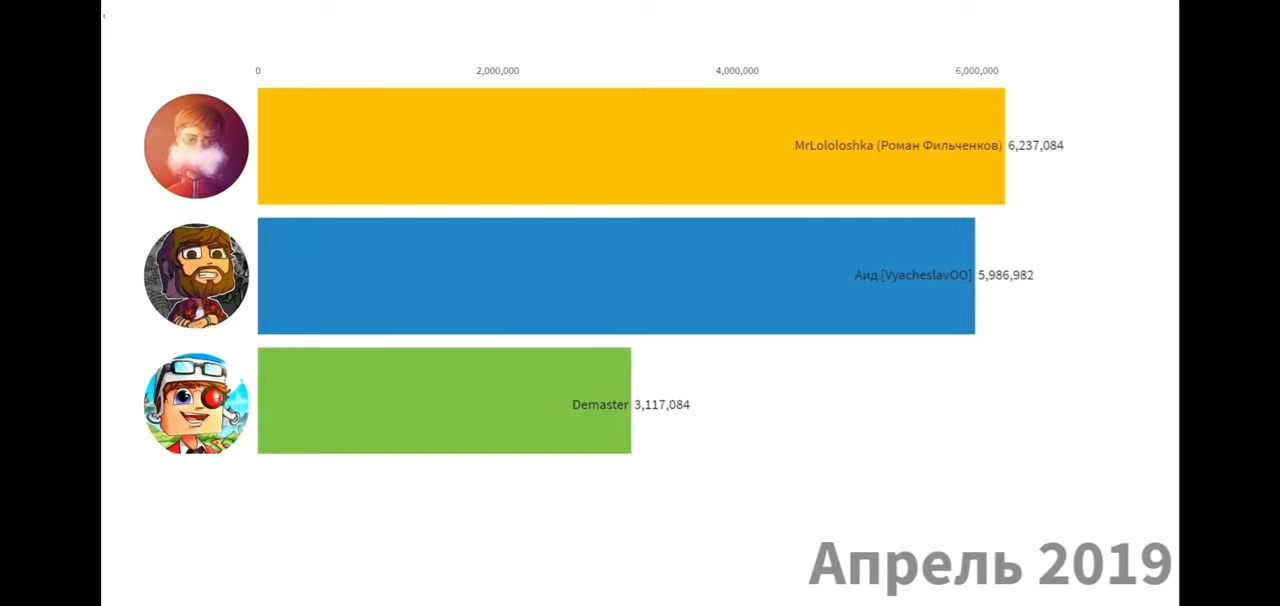 0 2,000,000 4,000,000 6,000,000
MrLololoshka (Роман Фильченков) 6,237,084
Аид [VyacheslavOO] 5,986,982
Demaster 3,117,084
Апрель 2019